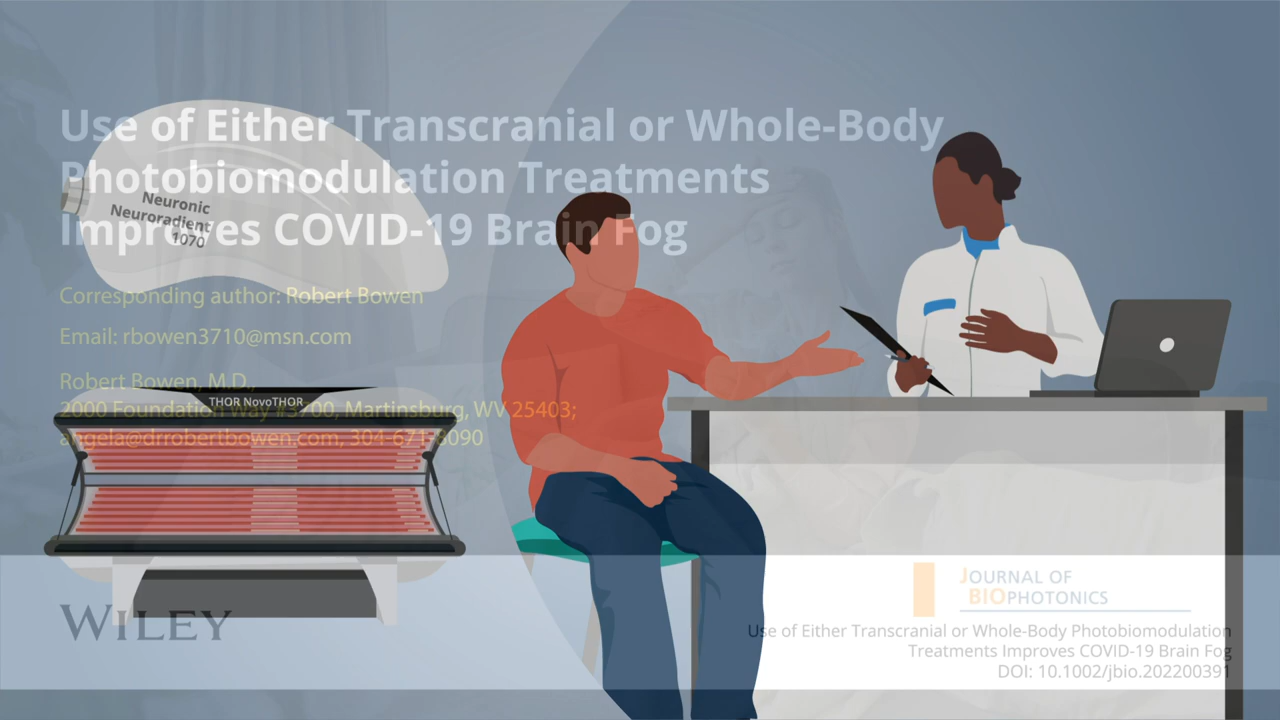 Use of Either Transcranial or Whole-Body
Photobiomodulation Treatments
Improves COVID-19 Brain Fog
Neuronic
Neuroradient
1070
Corresponding author: Robert Bowen
Email: rbowen3710@msn.com
Robert Bowen, M.D.,
2000 Foundation Way #3700, Martinsburg, WV 25403;
angela@drrobertbowen.com, 304-671-8090
THOR NovoTHOR
WILEY
JOURNAL OF
BIOPHOTONICS
Use of Either Transcranial or Whole-Body Photobiomodulation
Treatments Improves COVID-19 Brain Fog
DOI: 10.1002/jbio.202200391